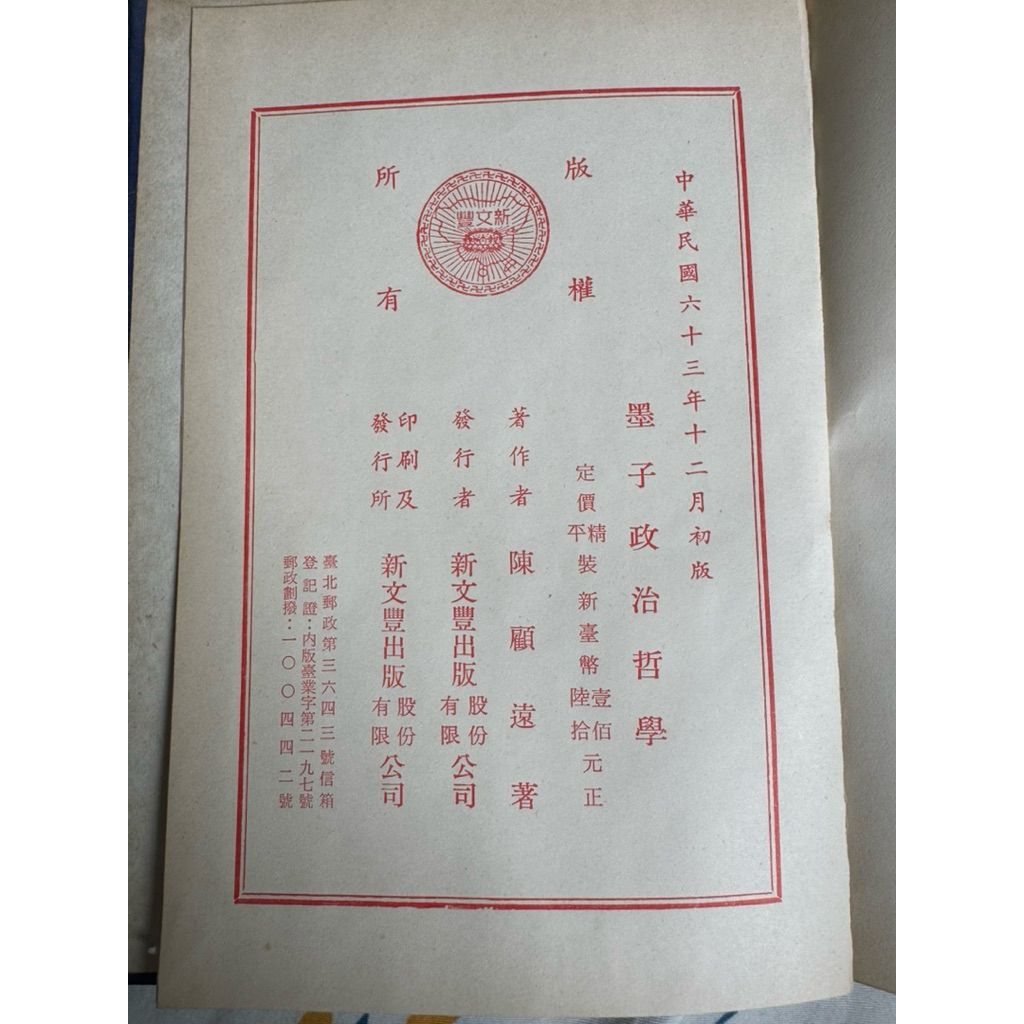 中華民國六十三年十二月初版
墨子政治哲學
定價精平裝新臺幣壹佰陸拾元正
版權所有
新文豐
著作者 陳顧遠著
發行者 新文豐出版股份有限公司
印刷及發行所 新文豐出版股份有限公司
臺北郵政第三六四三號信箱
登記證：內版臺業字第二一九七號
郵政劃撥：一〇〇四四二號